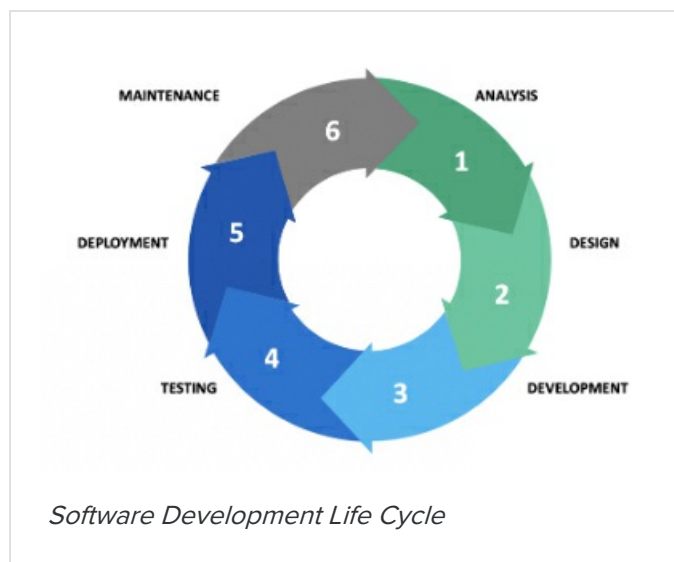 MAINTENANCE
ANALYSIS
6
1
DEPLOYMENT
5
DESIGN
2
TESTING
4
3
DEVELOPMENT
Software Development Life Cycle